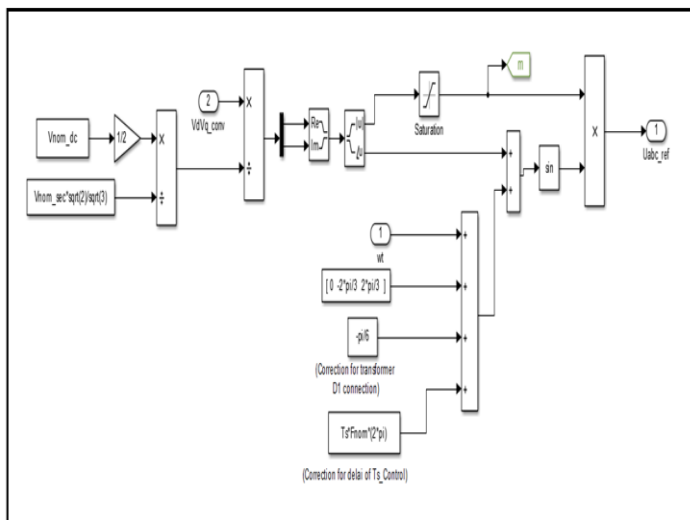 Vnom_dc
1/2
Vnom_sec*sqrt(2)/sqrt(3)
×
÷
2
VdVq_conv
×
÷
Re
Im
|u|
∠u
Saturation
m
+
+
sin
×
1
Uabc_ref
1
wt
[ 0 -2*pi/3 2*pi/3 ]
-pi/6
(Correction for transformer
D1 connection)
Ts*Fnom*(2*pi)
(Correction for delai of Ts_Control)
+
+
+
+